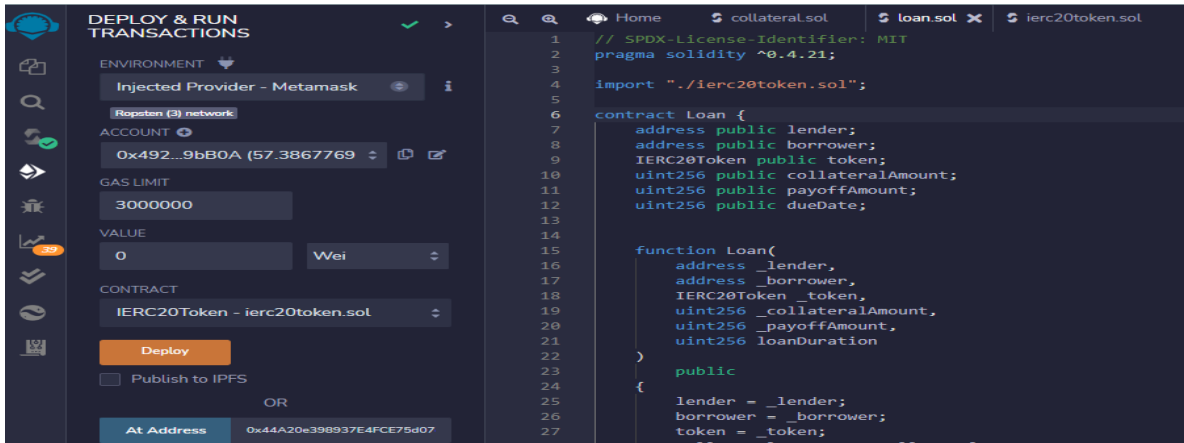 DEPLOY & RUN
TRANSACTIONS
ENVIRONMENT
Injected Provider - Metamask
i
Ropsten (3) network
ACCOUNT
0x492...9bB0A (57.3867769
GAS LIMIT
3000000
VALUE
0
Wei
CONTRACT
IERC20Token - ierc20token.sol
Deploy
Publish to IPFS
OR
At Address
0x44A20e398937E4FCE75d07
39
Home
collateral.sol
loan.sol
ierc20token.sol
1 // SPDX-License-Identifier: MIT
2 pragma solidity ^0.4.21;
3
4 import "./ierc20token.sol";
5
6 contract Loan {
7 address public lender;
8 address public borrower;
9 IERC20Token public token;
10 uint256 public collateralAmount;
11 uint256 public payoffAmount;
12 uint256 public dueDate;
13
14
15 function Loan(
16 address _lender,
17 address _borrower,
18 IERC20Token _token,
19 uint256 _collateralAmount,
20 uint256 _payoffAmount,
21 uint256 loanDuration
22 )
23 public
24 {
25 lender = _lender;
26 borrower = _borrower;
27 token = _token;